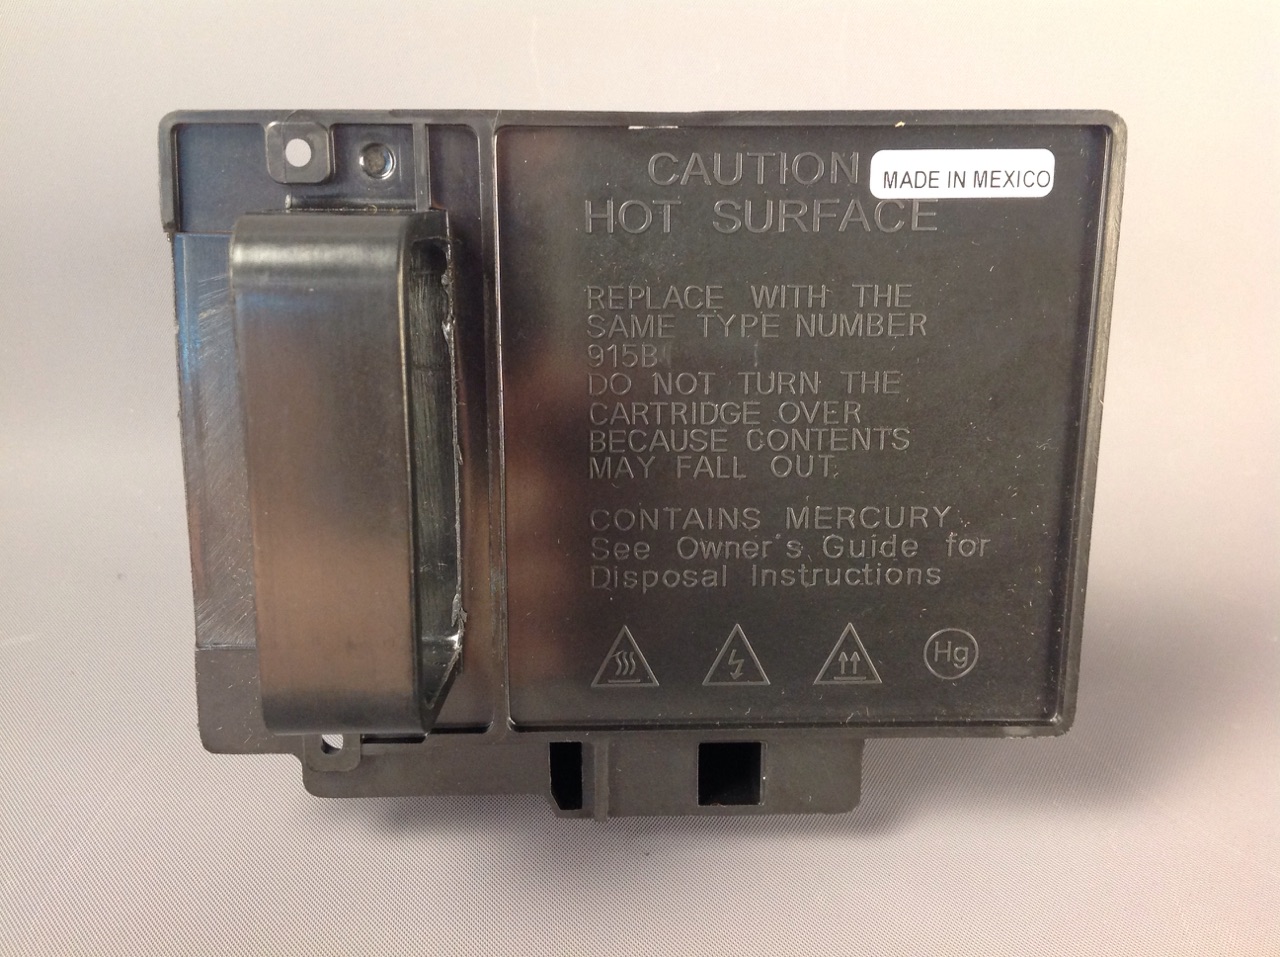 CAUTION
MADE IN MEXICO
HOT SURFACE
REPLACE WITH THE
SAME TYPE NUMBER
915B
DO NOT TURN THE
CARTRIDGE OVER
BECAUSE CONTENTS
MAY FALL OUT.
CONTAINS MERCURY
See Owner's Guide for
Disposal Instructions
Hg